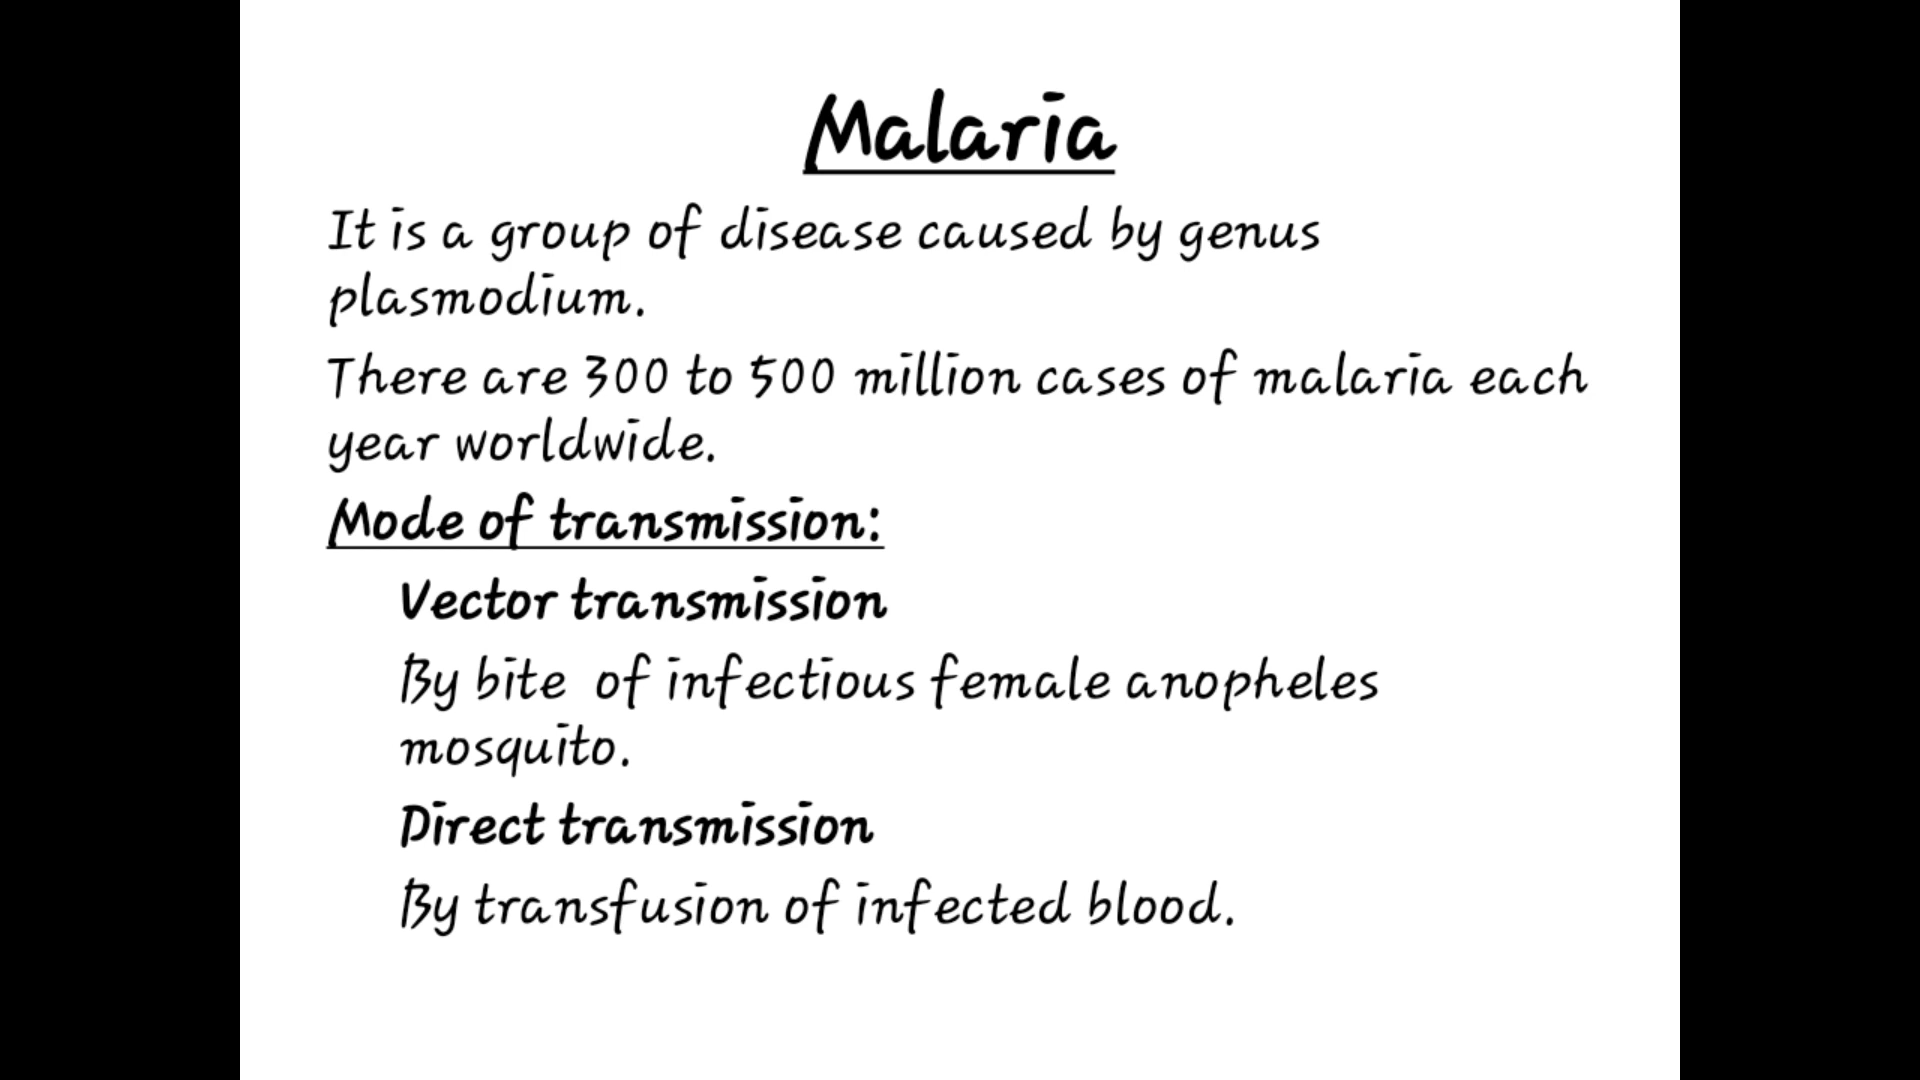 Malaria
It is a group of disease caused by genus
plasmodium.
There are 300 to 500 million cases of malaria each
year worldwide.
Mode of transmission:
Vector transmission
By bite  of infectious female anopheles
mosquito.
Direct transmission
By transfusion of infected blood.